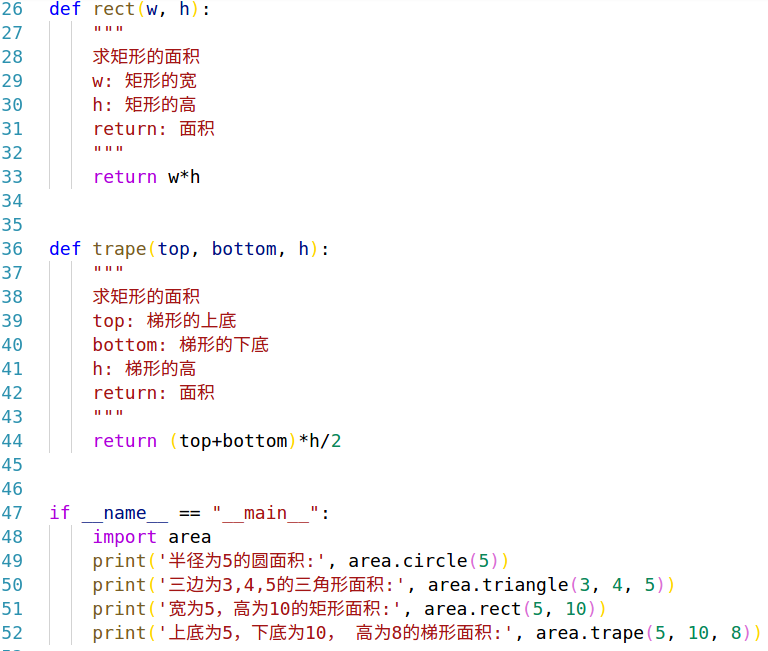 26 def rect(w, h):
27 """
28 求矩形的面积
29 w: 矩形的宽
30 h: 矩形的高
31 return: 面积
32 """
33 return w*h
34
35
36 def trape(top, bottom, h):
37 """
38 求矩形的面积
39 top: 梯形的上底
40 bottom: 梯形的下底
41 h: 梯形的高
42 return: 面积
43 """
44 return (top+bottom)*h/2
45
46
47 if __name__ == "__main__":
48 import area
49 print('半径为5的圆面积:', area.circle(5))
50 print('三边为3,4,5的三角形面积:', area.triangle(3, 4, 5))
51 print('宽为5，高为10的矩形面积:', area.rect(5, 10))
52 print('上底为5，下底为10， 高为8的梯形面积:', area.trape(5, 10, 8))